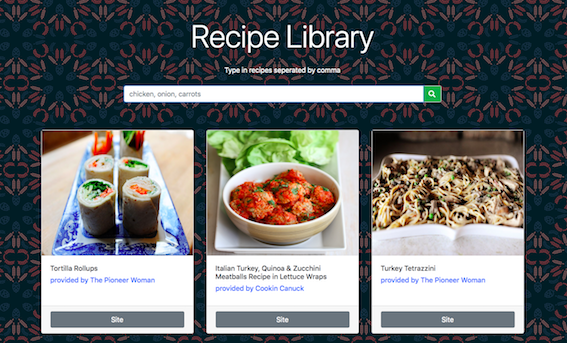 Recipe Library
Type in recipes seperated by comma
chicken, onion, carrots
Tortilla Rollups
provided by The Pioneer Woman
Site
Italian Turkey, Quinoa & Zucchini
Meatballs Recipe in Lettuce Wraps
provided by Cookin Canuck
Site
Turkey Tetrazzini
provided by The Pioneer Woman
Site